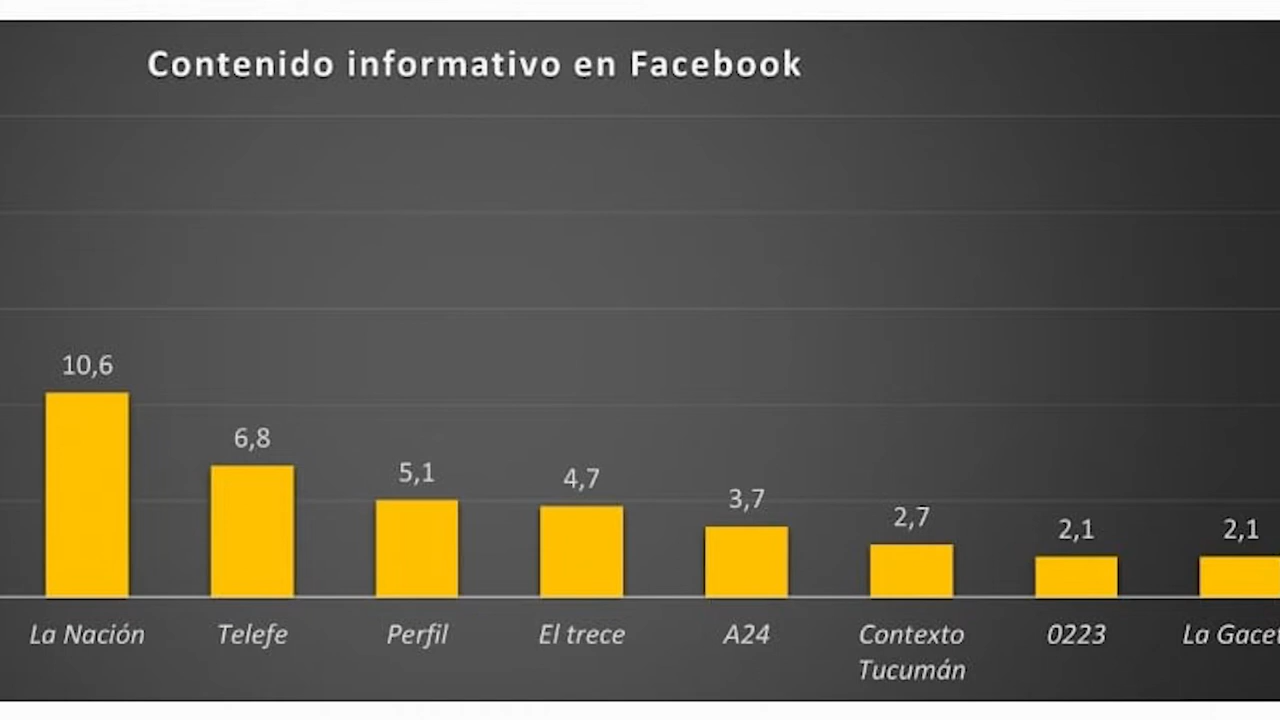 Contenido informativo en Facebook
10,6
6,8
5,1
4,7
3,7
2,7
2,1
2,1
La Nación
Telefe
Perfil
El trece
A24
Contexto
Tucumán
0223
La